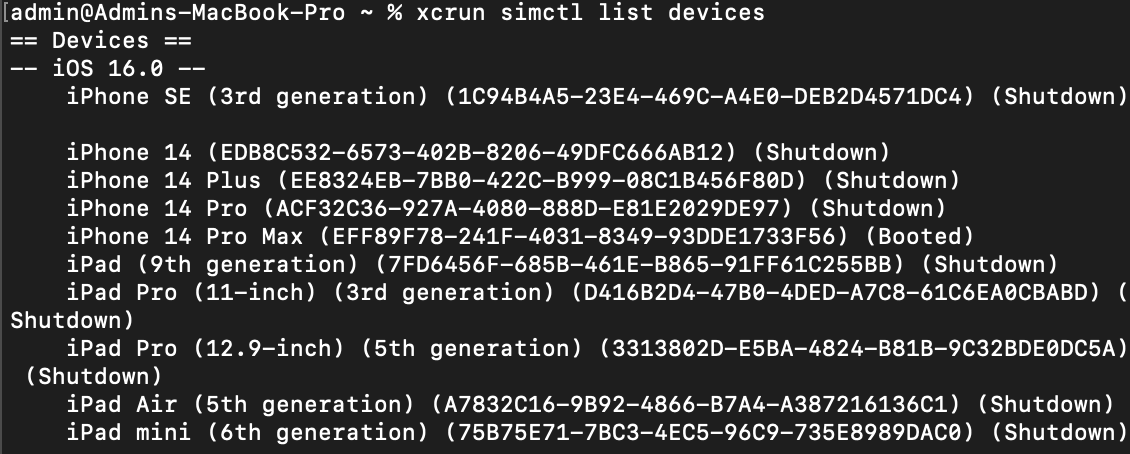 [admin@Admins-MacBook-Pro ~ % xcrun simctl list devices
== Devices ==
-- iOS 16.0 --
    iPhone SE (3rd generation) (1C94B4A5-23E4-469C-A4E0-DEB2D4571DC4) (Shutdown)
    iPhone 14 (EDB8C532-6573-402B-8206-49DFC666AB12) (Shutdown)
    iPhone 14 Plus (EE8324EB-7BB0-422C-B999-08C1B456F80D) (Shutdown)
    iPhone 14 Pro (ACF32C36-927A-4080-888D-E81E2029DE97) (Shutdown)
    iPhone 14 Pro Max (EFF89F78-241F-4031-8349-93DDE1733F56) (Booted)
    iPad (9th generation) (7FD6456F-685B-461E-B865-91FF61C255BB) (Shutdown)
    iPad Pro (11-inch) (3rd generation) (D416B2D4-47B0-4DED-A7C8-61C6EA0CBABD) (
Shutdown)
    iPad Pro (12.9-inch) (5th generation) (3313802D-E5BA-4824-B81B-9C32BDE0DC5A)
 (Shutdown)
    iPad Air (5th generation) (A7832C16-9B92-4866-B7A4-A387216136C1) (Shutdown)
    iPad mini (6th generation) (75B75E71-7BC3-4EC5-96C9-735E8989DAC0) (Shutdown)